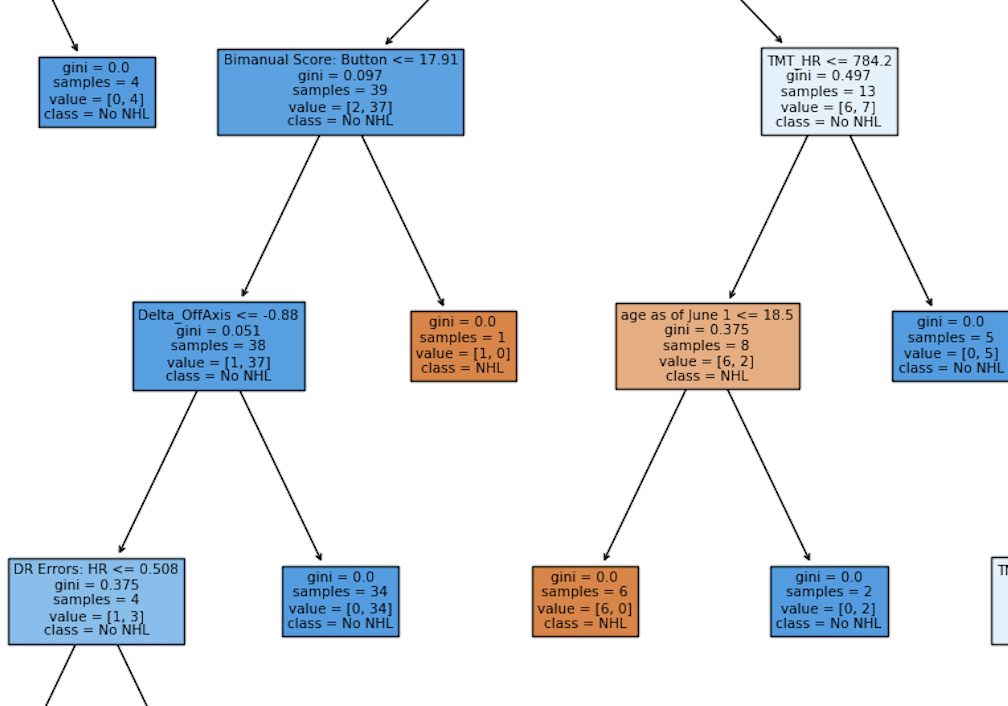 gini = 0.0
samples = 4
value = [0, 4]
class = No NHL
Bimanual Score: Button <= 17.91
gini = 0.097
samples = 39
value = [2, 37]
class = No NHL
TMT_HR <= 784.2
gini = 0.497
samples = 13
value = [6, 7]
class = No NHL
Delta_OffAxis <= -0.88
gini = 0.051
samples = 38
value = [1, 37]
class = No NHL
gini = 0.0
samples = 1
value = [1, 0]
class = NHL
age as of June 1 <= 18.5
gini = 0.375
samples = 8
value = [6, 2]
class = NHL
gini = 0.0
samples = 5
value = [0, 5]
class = No NHL
DR Errors: HR <= 0.508
gini = 0.375
samples = 4
value = [1, 3]
class = No NHL
gini = 0.0
samples = 34
value = [0, 34]
class = No NHL
gini = 0.0
samples = 6
value = [6, 0]
class = NHL
gini = 0.0
samples = 2
value = [0, 2]
class = No NHL